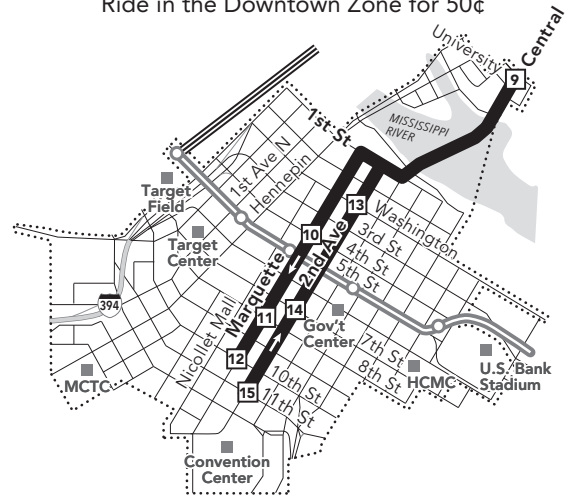 Ride in the Downtown Zone for 50¢
Central
University
9
MISSISSIPPI
RIVER
1st St
1st Ave N
Hennepin
Target
Field
Target
Center
13
Washington
3rd St
4th St
5th St
10
2nd Ave
Marquette
394
Nicollet Mall
11
14
Gov't
Center
7th St
8th St
12
15
10th St
11th St
MCTC
HCMC
U.S. Bank
Stadium
Convention
Center